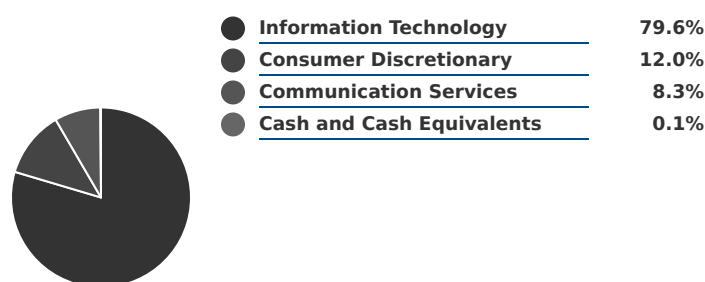 Information Technology 79.6%
Consumer Discretionary 12.0%
Communication Services 8.3%
Cash and Cash Equivalents 0.1%